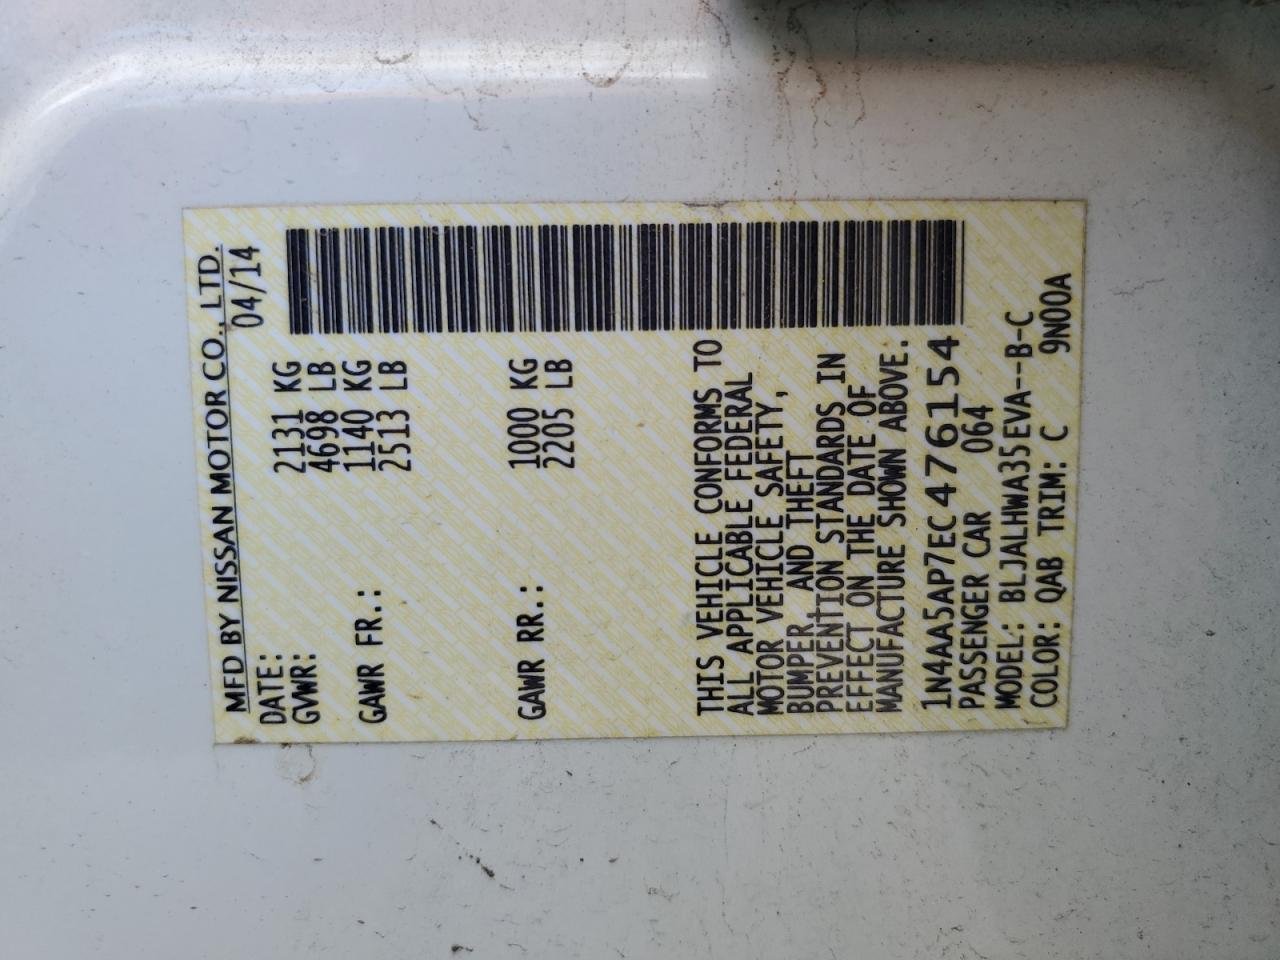 MFD BY NISSAN MOTOR CO., LTD.
DATE: 04/14
GVWR: 2131 KG
4698 LB
GAWR FR.: 1140 KG
2513 LB
GAWR RR.: 1000 KG
2205 LB
THIS VEHICLE CONFORMS TO
ALL APPLICABLE FEDERAL
MOTOR VEHICLE SAFETY,
BUMPER, AND THEFT
PREVENTION STANDARDS IN
EFFECT ON THE DATE OF
MANUFACTURE SHOWN ABOVE.
1N4AA5AP7EC476154
PASSENGER CAR 064
MODEL: BLJALHWA35EVA--B-C
COLOR: QAB TRIM: C 9N00A